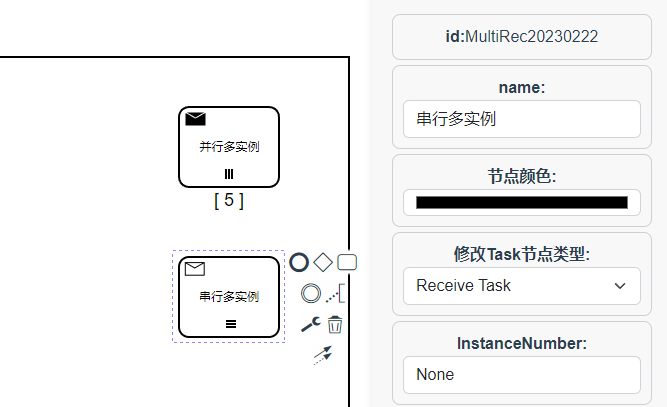 并行多实例
[ 5 ]
串行多实例
id:MultiRec20230222
name:
串行多实例
节点颜色:
修改Task节点类型:
Receive Task
InstanceNumber:
None